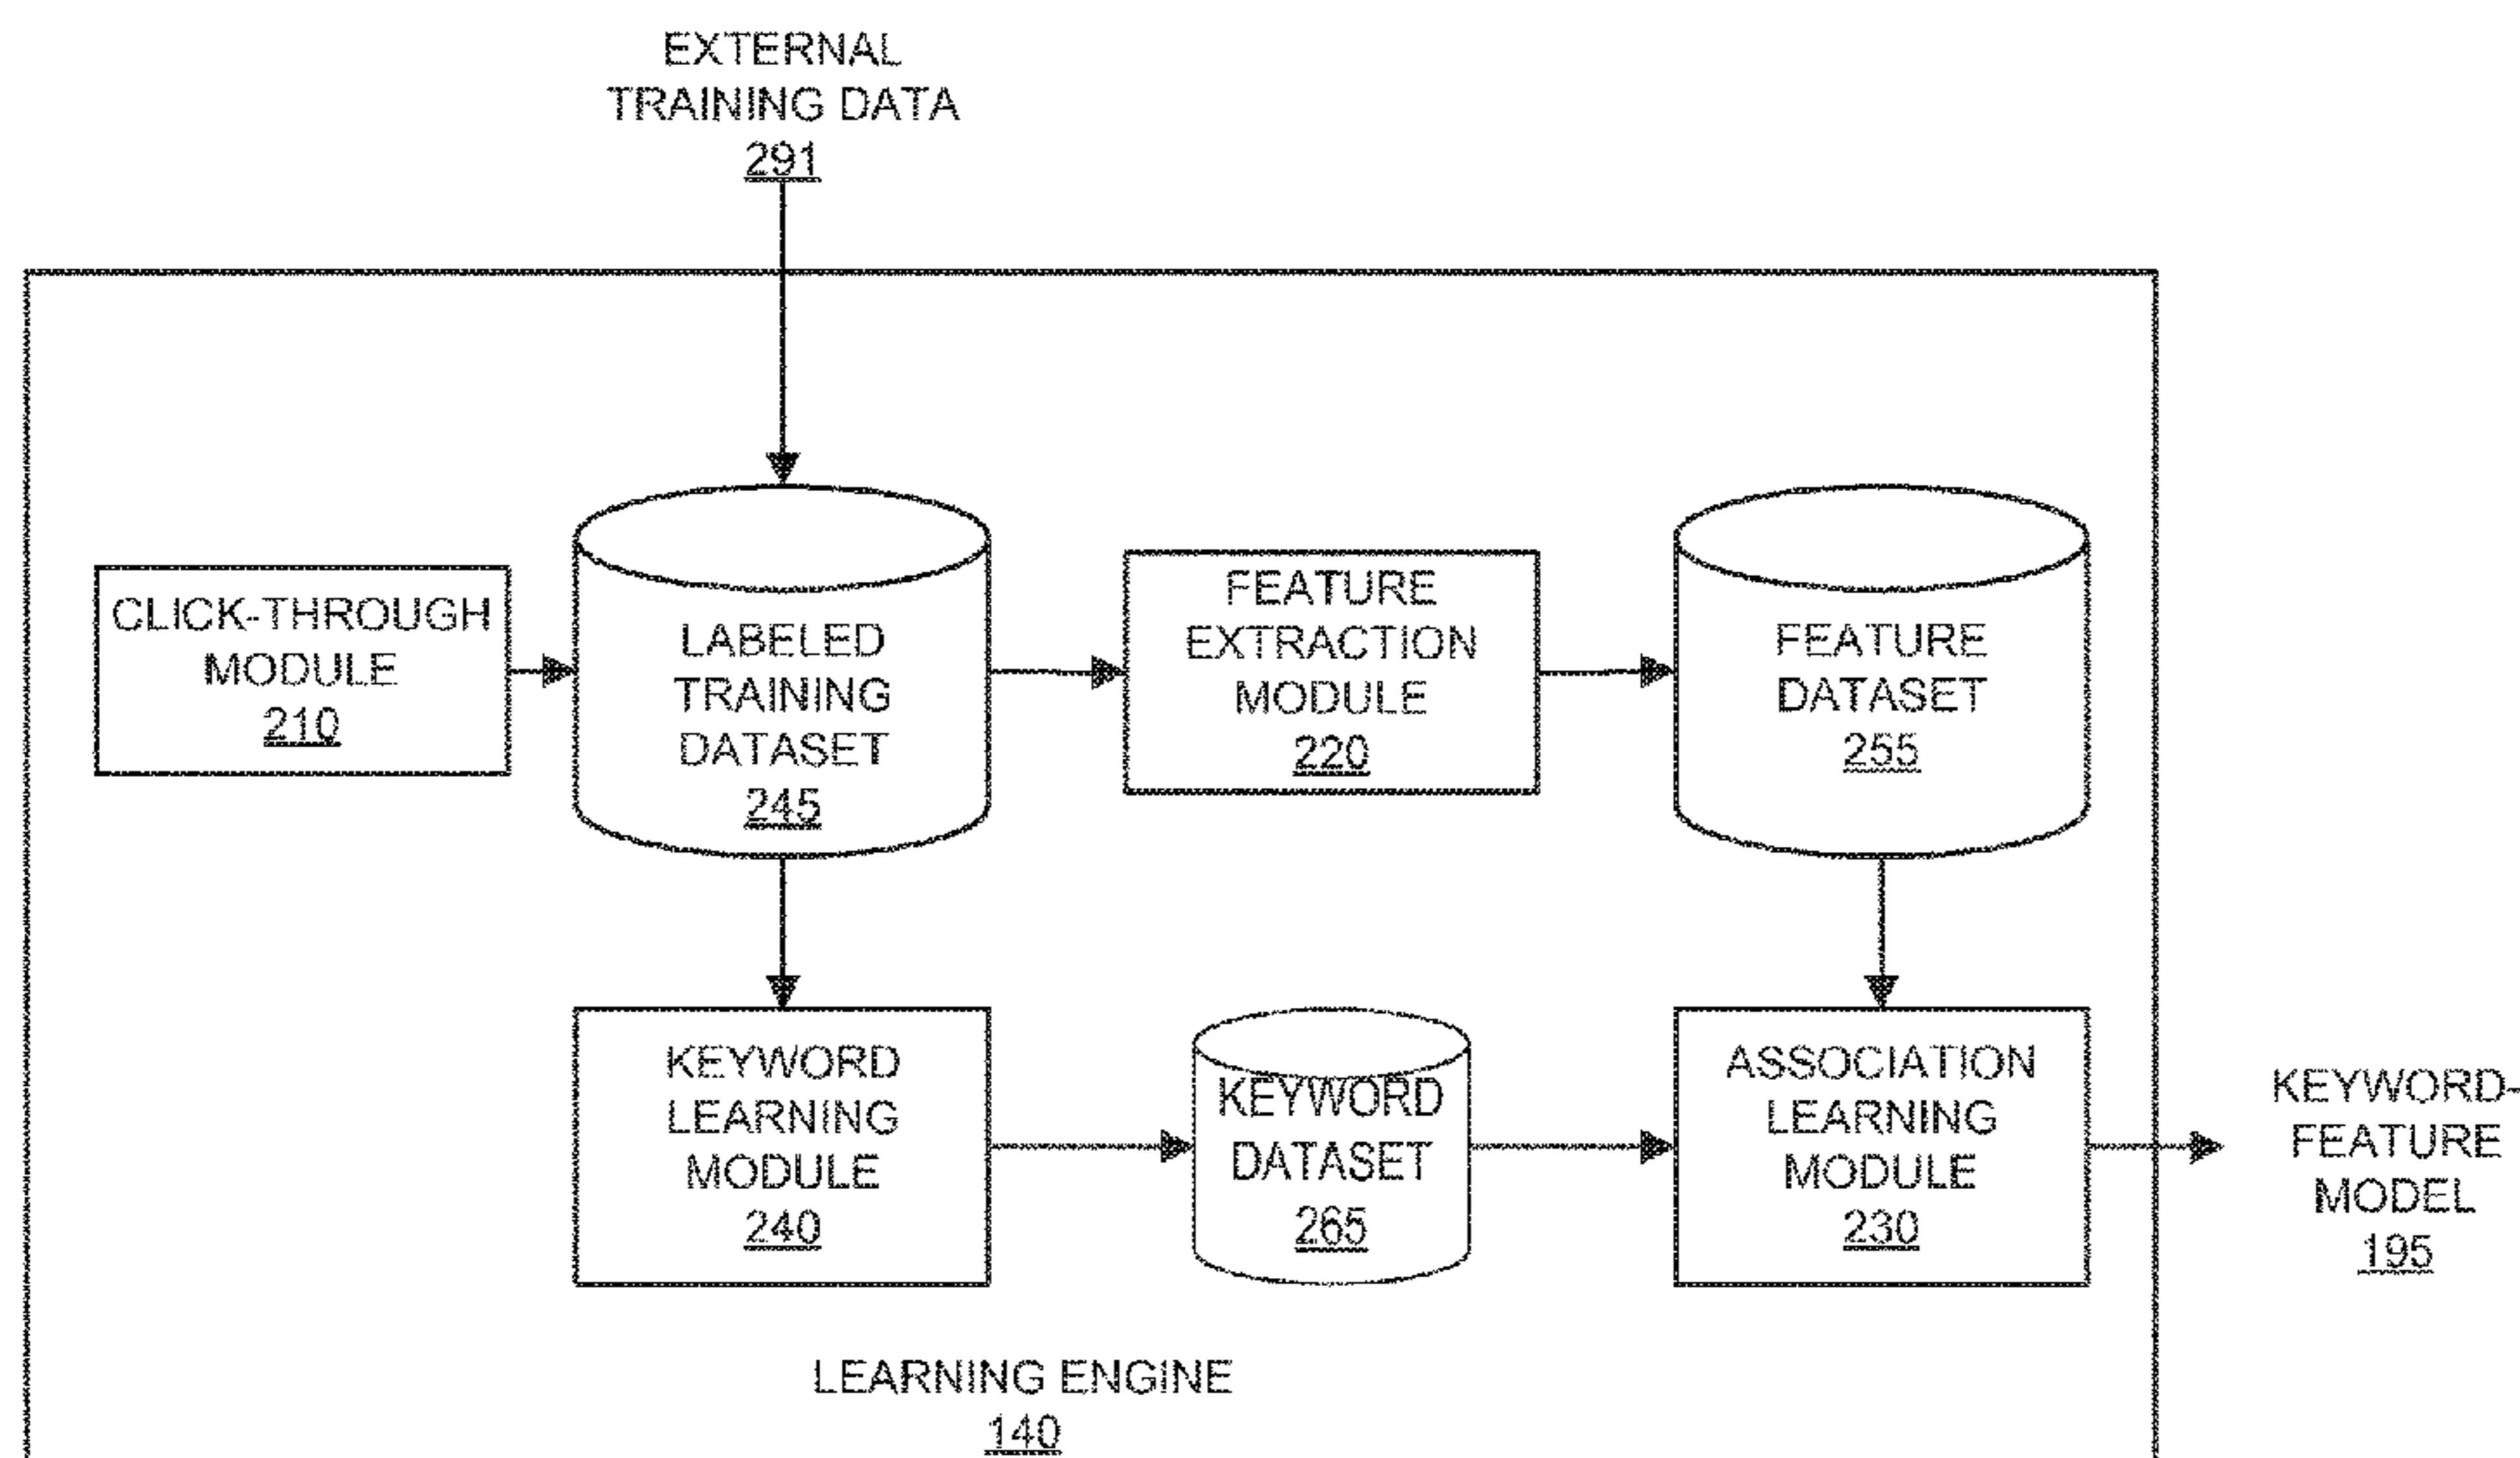 EXTERNAL
TRAINING DATA
291
CLICK-THROUGH
MODULE
210
LABELED
TRAINING
DATASET
245
FEATURE
EXTRACTION
MODULE
220
FEATURE
DATASET
255
KEYWORD
LEARNING
MODULE
240
KEYWORD
DATASET
265
ASSOCIATION
LEARNING
MODULE
230
KEYWORD-
FEATURE
MODEL
195
LEARNING ENGINE
140